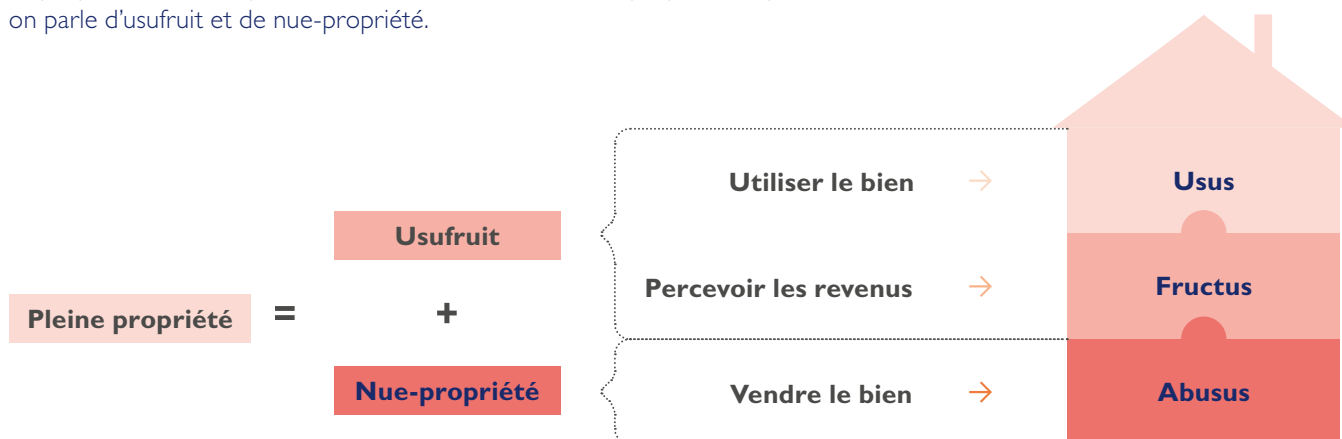 on parle d’usufruit et de nue-propriété.
Utiliser le bien → Usus
Usufruit
Percevoir les revenus → Fructus
Pleine propriété = +
Nue-propriété
Vendre le bien → Abusus